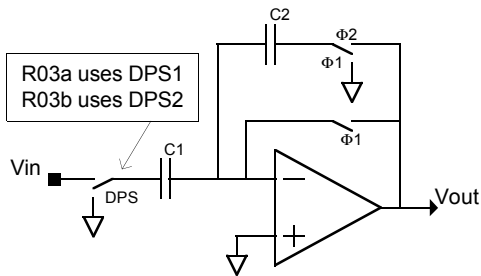 C2
Φ2
Φ1
R03a uses DPS1
R03b uses DPS2
Φ1
C1
Vin
DPS
Vout